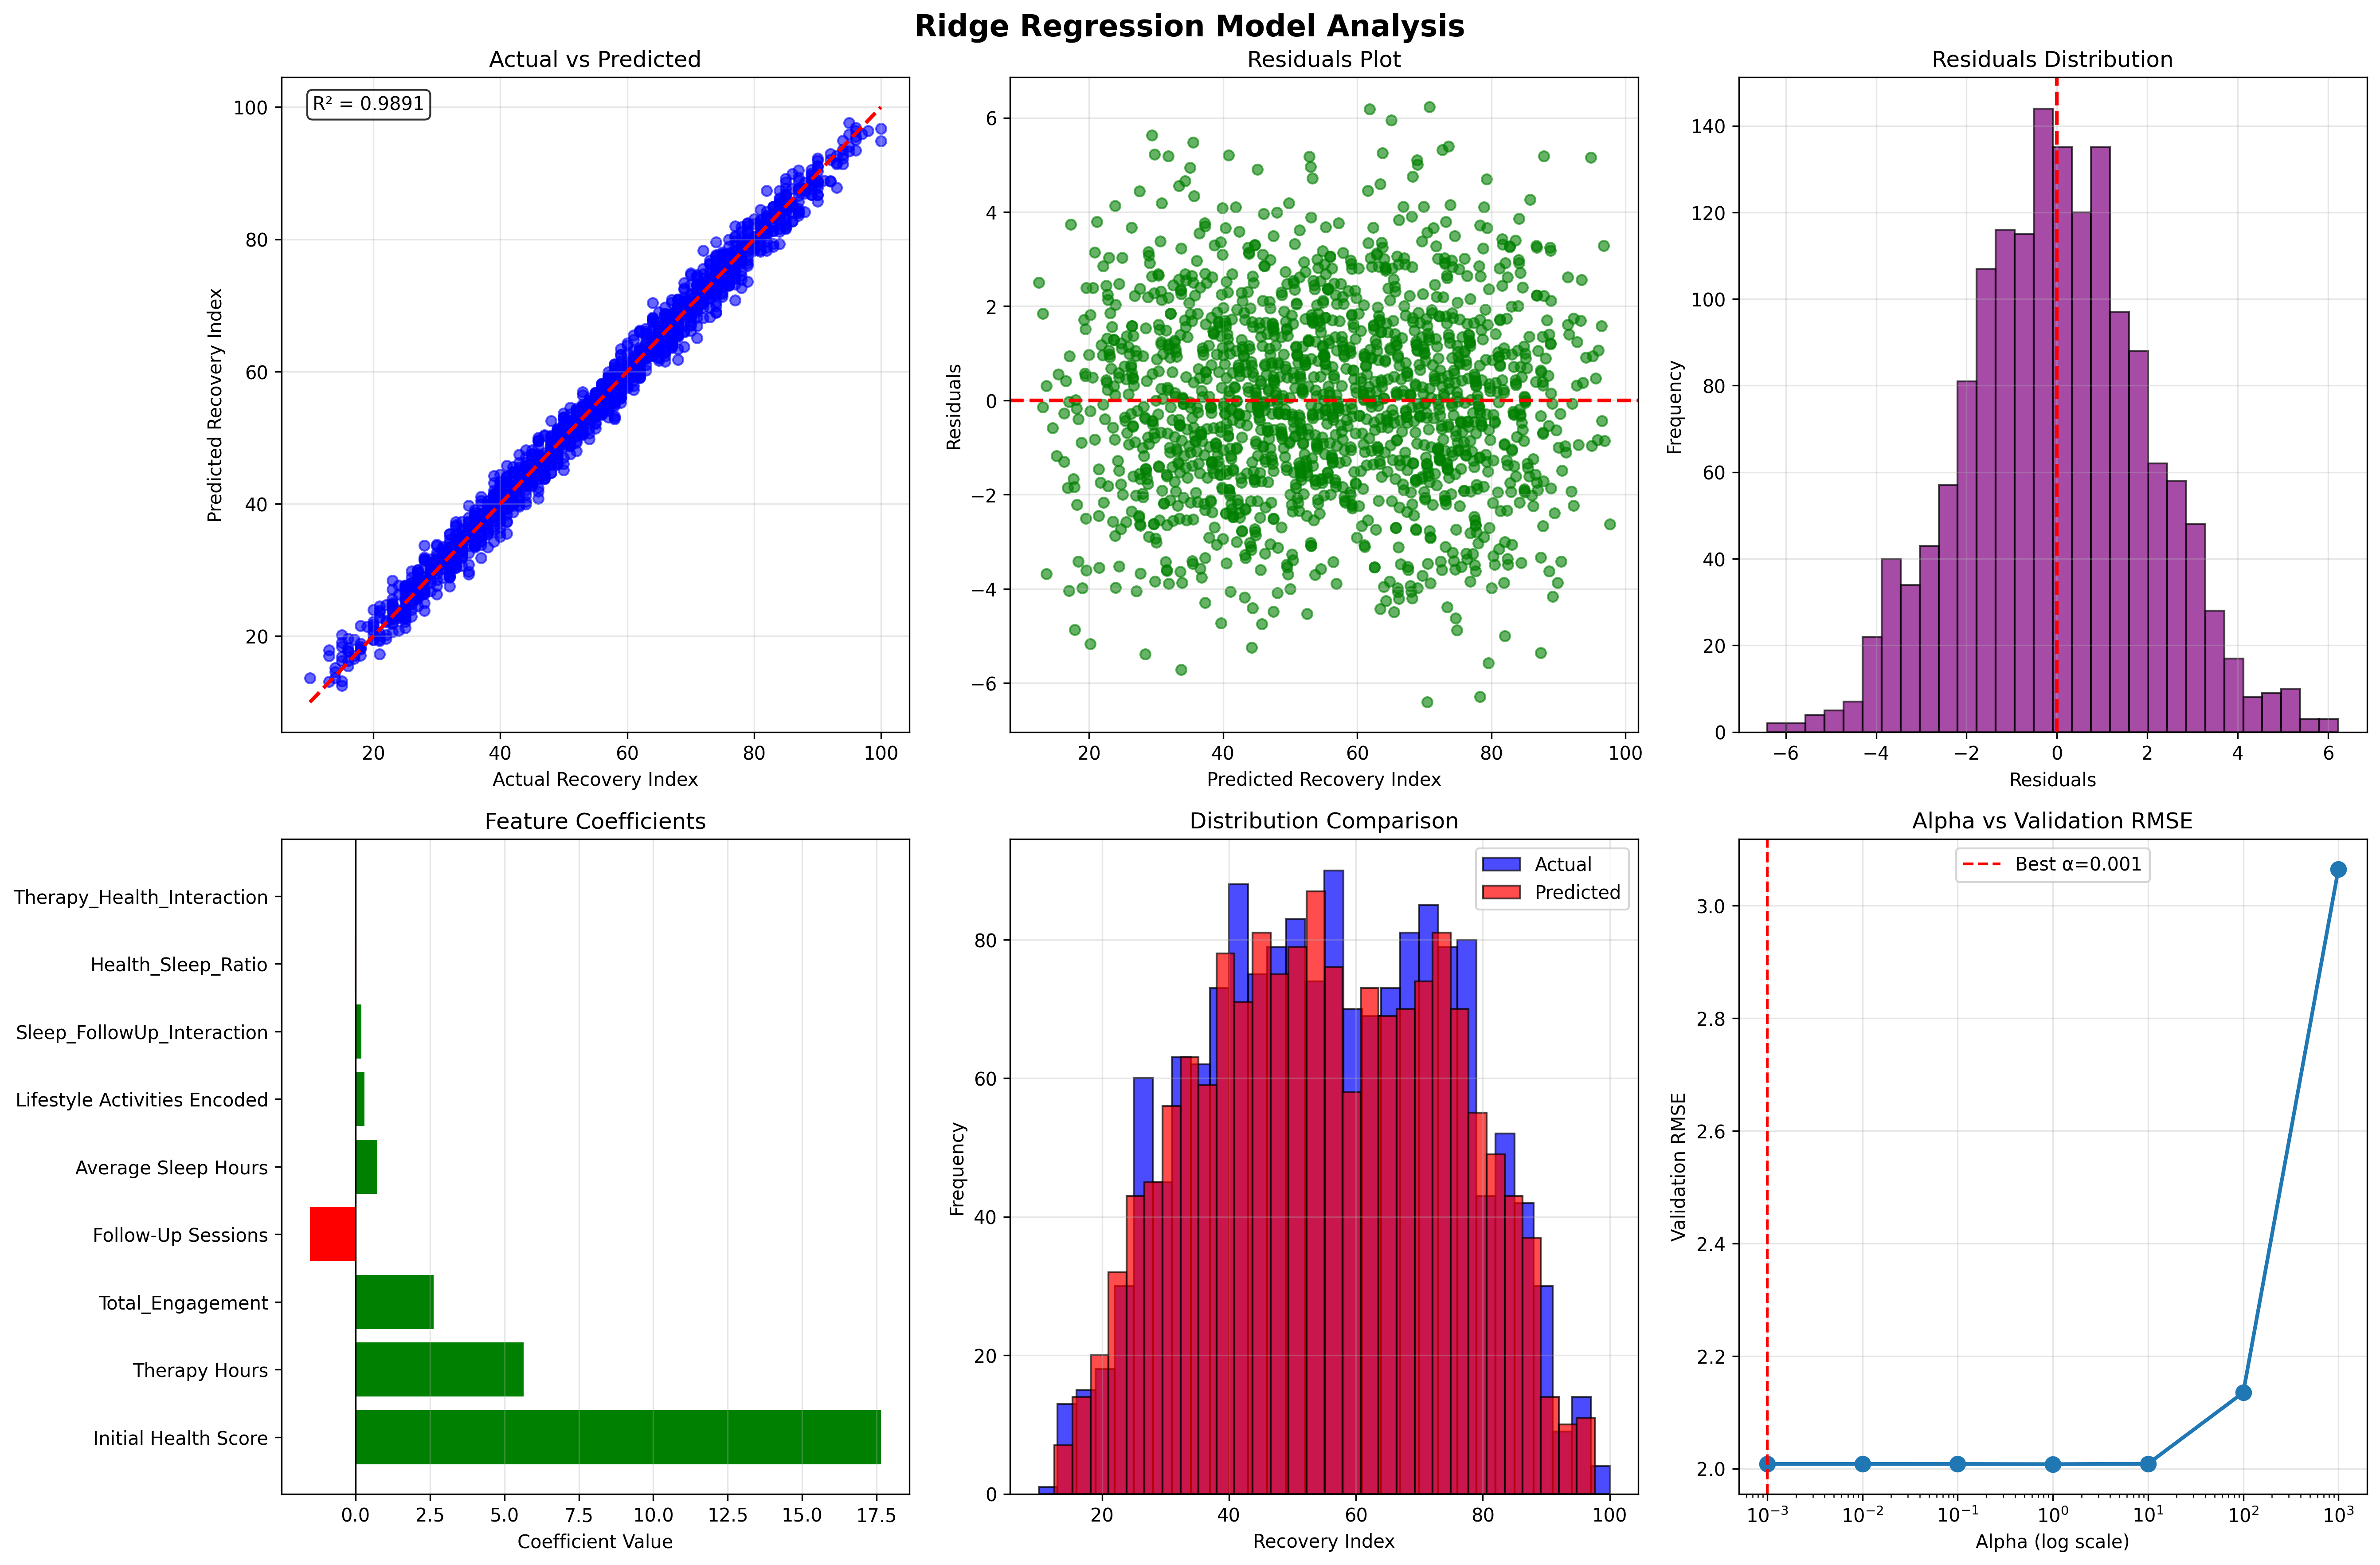 Ridge Regression Model Analysis
Actual vs Predicted
R² = 0.9891
100
80
60
40
20
Predicted Recovery Index
20 40 60 80 100
Actual Recovery Index
Residuals Plot
6
4
2
0
−2
−4
−6
Residuals
20 40 60 80 100
Predicted Recovery Index
Residuals Distribution
140
120
100
80
60
40
20
0
Frequency
−6 −4 −2 0 2 4 6
Residuals
Feature Coefficients
Therapy_Health_Interaction
Health_Sleep_Ratio
Sleep_FollowUp_Interaction
Lifestyle Activities Encoded
Average Sleep Hours
Follow-Up Sessions
Total_Engagement
Therapy Hours
Initial Health Score
0.0 2.5 5.0 7.5 10.0 12.5 15.0 17.5
Coefficient Value
Distribution Comparison
Actual
Predicted
80
60
40
20
0
Frequency
20 40 60 80 100
Recovery Index
Alpha vs Validation RMSE
Best α=0.001
3.0
2.8
2.6
2.4
2.2
2.0
Validation RMSE
10⁻³ 10⁻² 10⁻¹ 10⁰ 10¹ 10² 10³
Alpha (log scale)